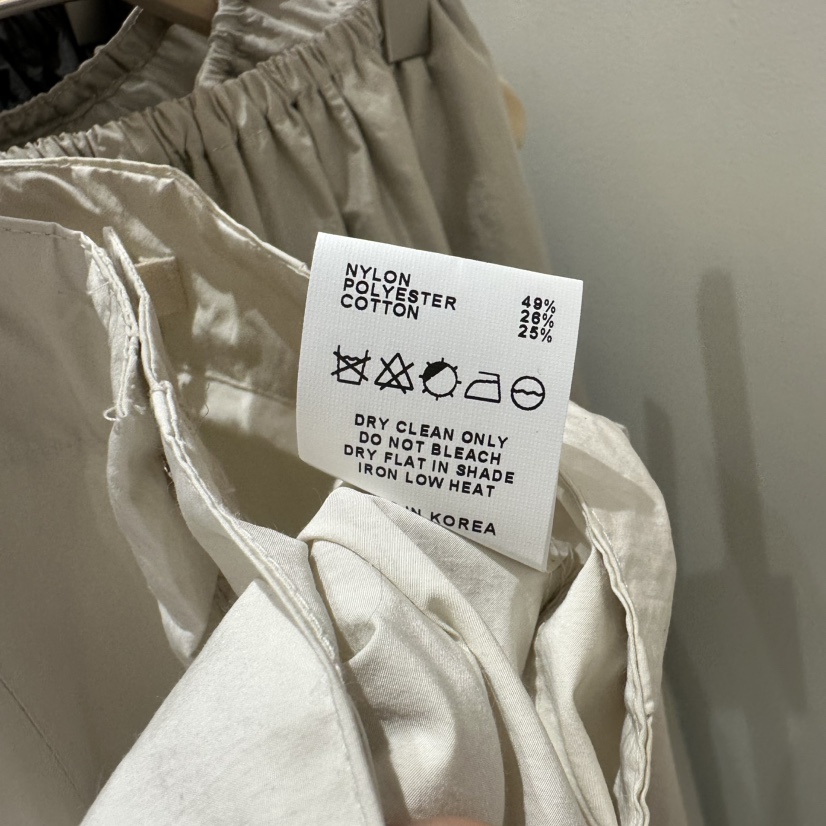 NYLON 49%
POLYESTER 26%
COTTON 25%
DRY CLEAN ONLY
DO NOT BLEACH
DRY FLAT IN SHADE
IRON LOW HEAT
IN KOREA